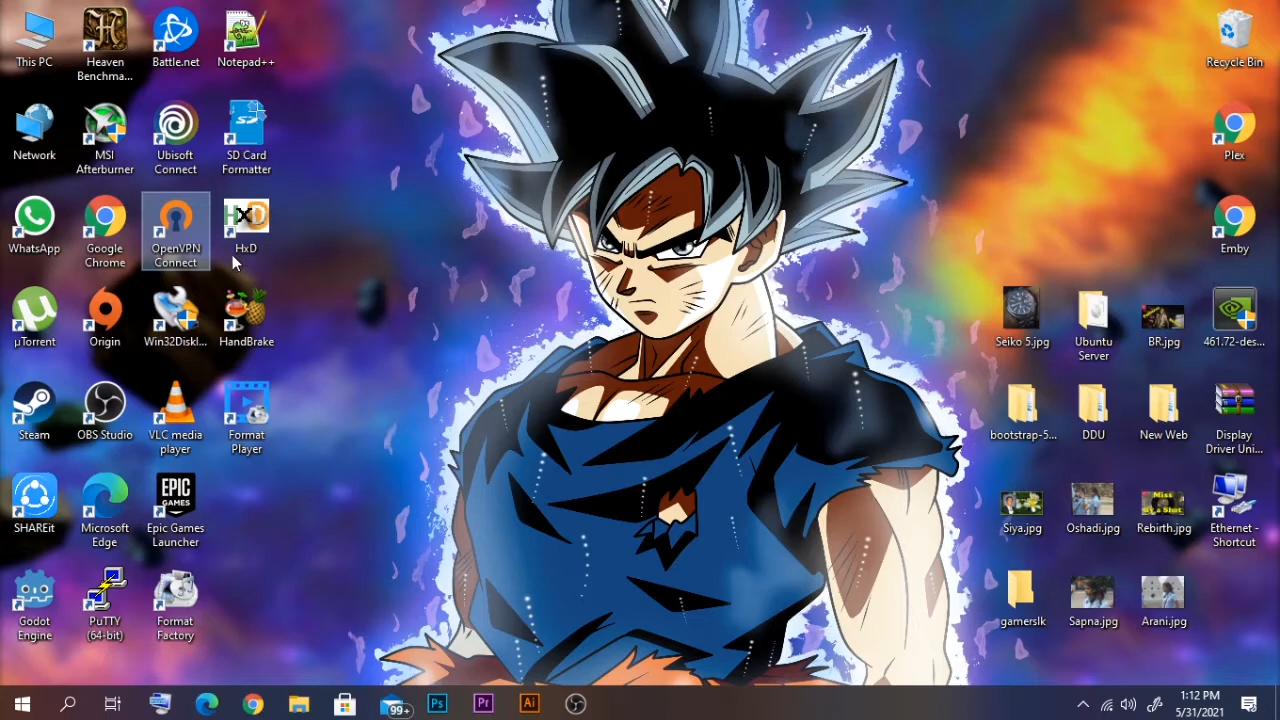 This PC
Heaven
Benchma...
Battle.net
Notepad++
Network
MSI
Afterburner
Ubisoft
Connect
SD Card
Formatter
WhatsApp
Google
Chrome
OpenVPN
Connect
HxD
µTorrent
Origin
Win32DiskI...
HandBrake
Steam
OBS Studio
VLC media
player
Format
Player
SHAREit
Microsoft
Edge
EPIC
GAMES
Epic Games
Launcher
Godot
Engine
PuTTY
(64-bit)
Format
Factory
Recycle Bin
Plex
Emby
Seiko 5.jpg
Ubuntu
Server
BR.jpg
461.72-des...
bootstrap-5...
DDU
New Web
Display
Driver Uni...
Siya.jpg
Oshadi.jpg
Rebirth.jpg
Ethernet -
Shortcut
gamerslk
Sapna.jpg
Arani.jpg
99+
Ps
Pr
Ai
1:12 PM
5/31/2021